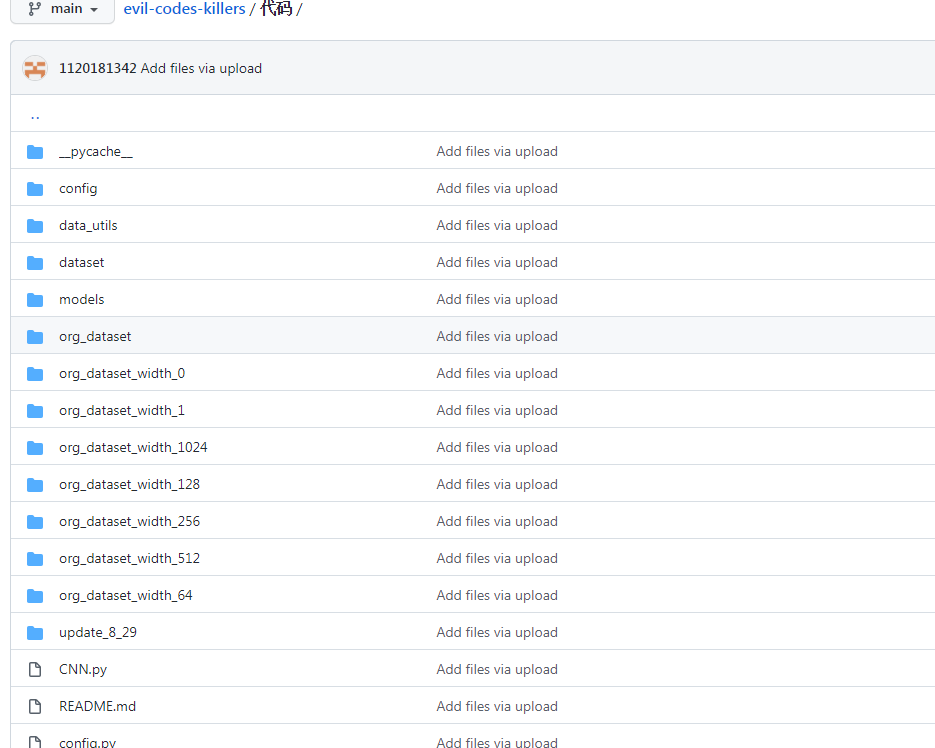 main
evil-codes-killers / 代码 /
1120181342 Add files via upload
..
__pycache__ Add files via upload
config Add files via upload
data_utils Add files via upload
dataset Add files via upload
models Add files via upload
org_dataset Add files via upload
org_dataset_width_0 Add files via upload
org_dataset_width_1 Add files via upload
org_dataset_width_1024 Add files via upload
org_dataset_width_128 Add files via upload
org_dataset_width_256 Add files via upload
org_dataset_width_512 Add files via upload
org_dataset_width_64 Add files via upload
update_8_29 Add files via upload
CNN.py Add files via upload
README.md Add files via upload
config.py Add files via upload